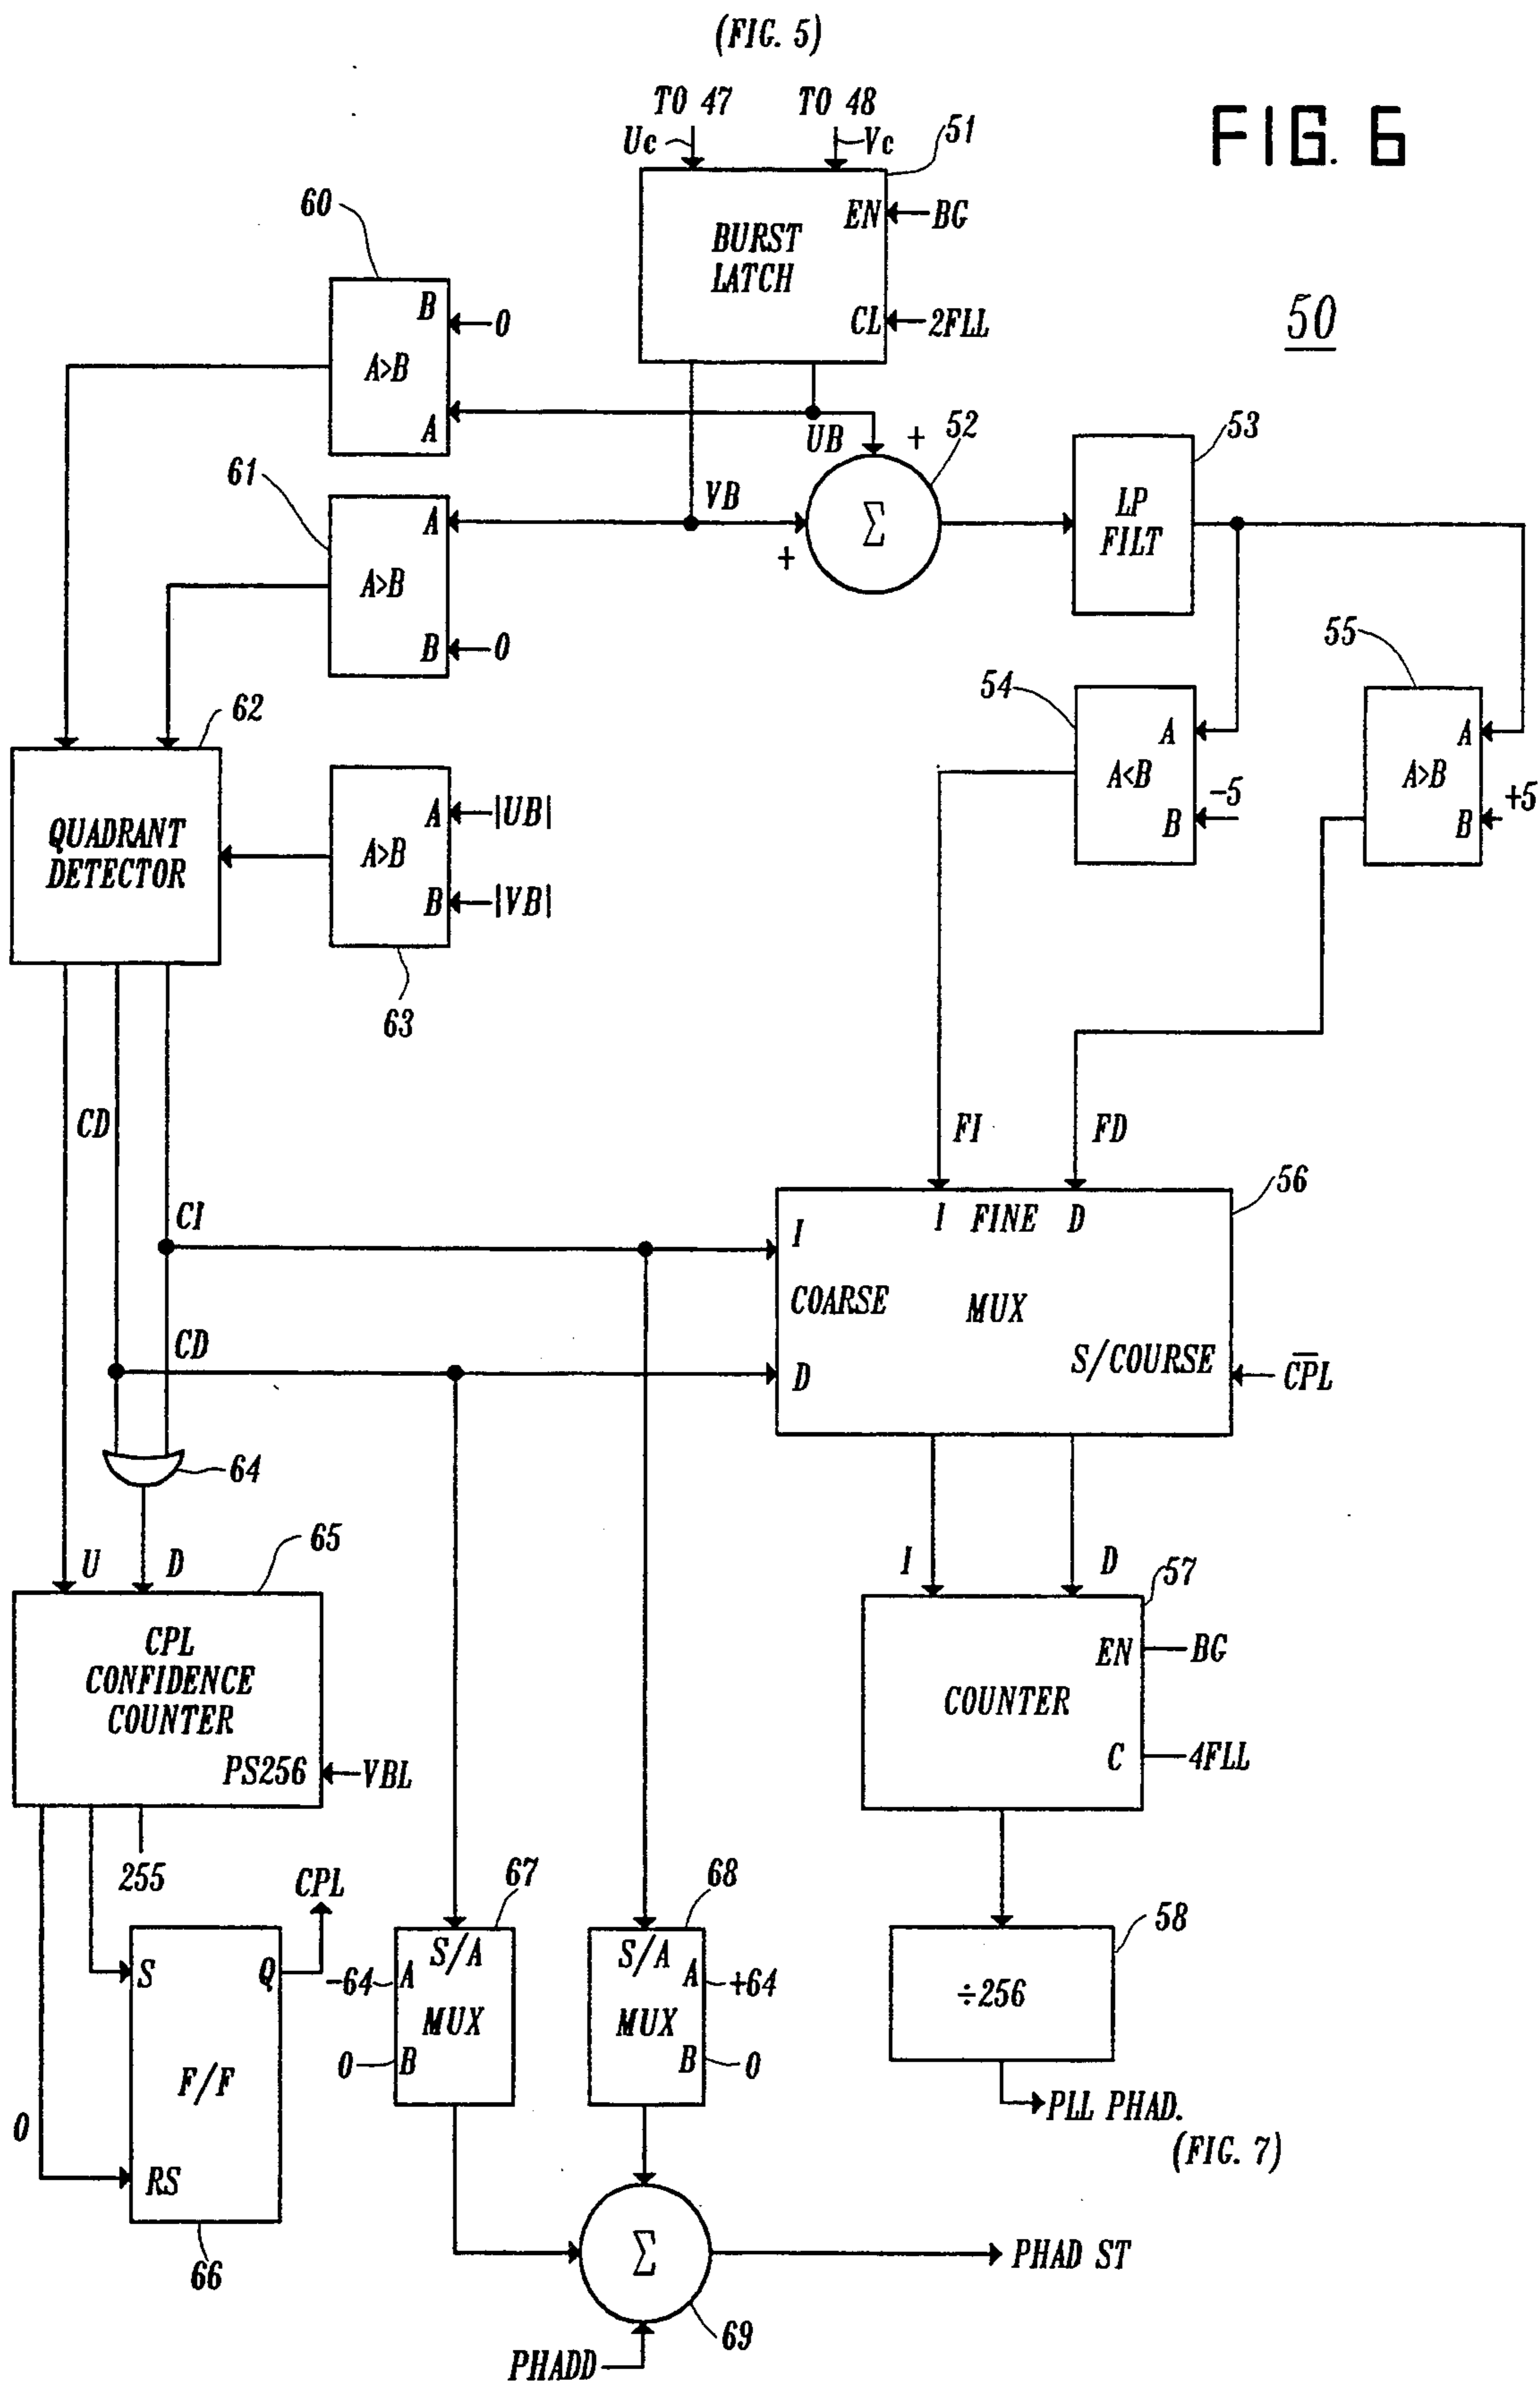 (FIG. 5)
FIG. 6
TO 47
TO 48
Uc
Vc
51
60
EN
BG
BURST
LATCH
50
B
0
CL
2FLL
A>B
A
UB
+
52
53
61
VB
A
LP
FILT
Σ
+
A>B
B
0
55
54
62
A
A
A<B
A>B
-5
+5
B
B
A
|UB|
QUADRANT
DETECTOR
A>B
B
|VB|
63
CD
FI
FD
56
CI
I
I FINE D
COARSE
MUX
CD
S/COURSE
C̅P̅L
D
64
65
U
D
I
D
57
CPL
CONFIDENCE
COUNTER
EN
BG
COUNTER
PS256
VBL
C
4FLL
255
CPL
67
68
58
S
Q
S/A
S/A
-64
A
A
+64
÷256
MUX
MUX
0
B
B
0
F/F
PLL PHAD.
0
(FIG. 7)
RS
Σ
PHAD ST
66
69
PHADD